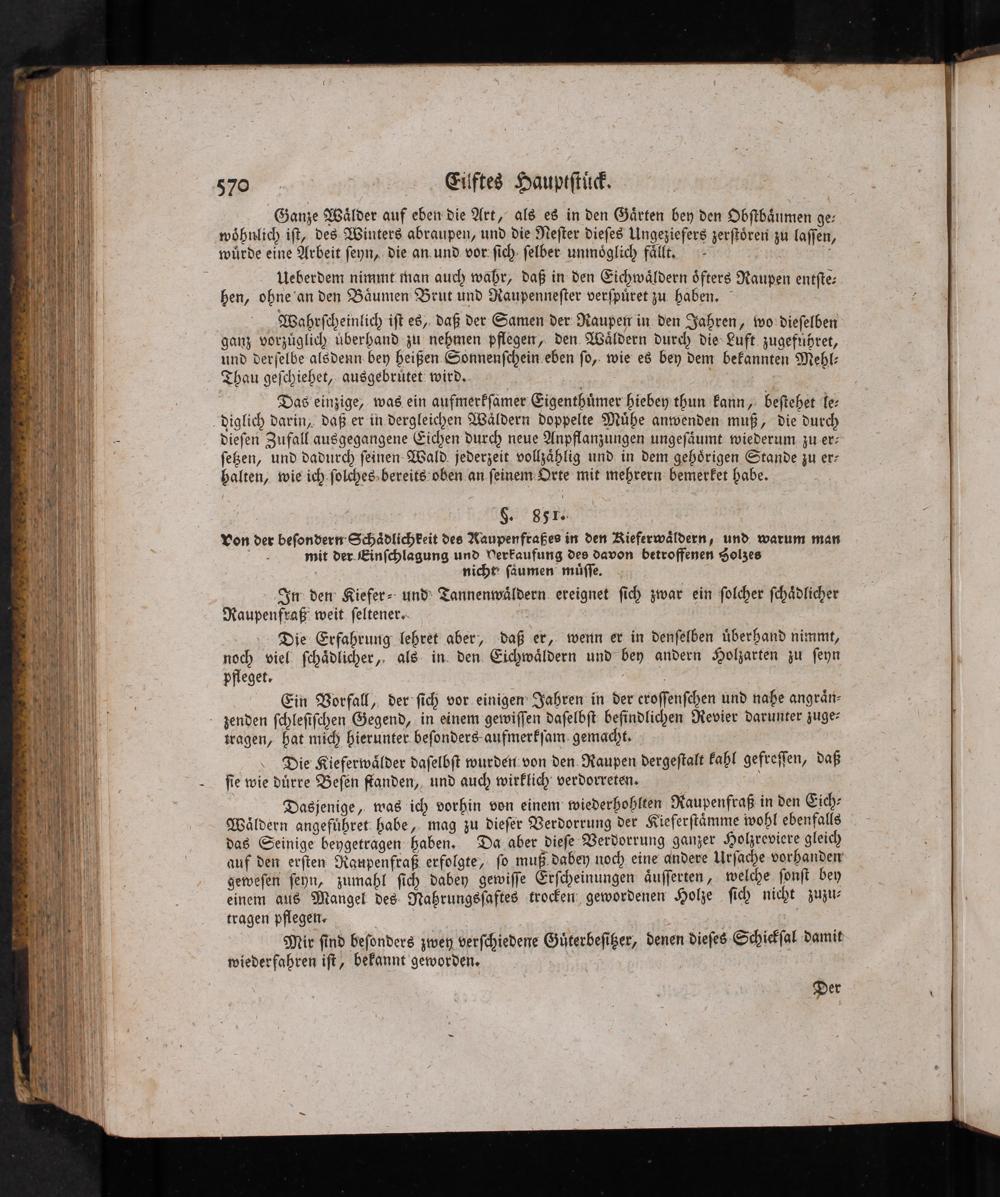 570 Eilftes Hauptſtück.
Ganze Wälder auf eben die Art, als es in den Gärten bey den Obſtbäumen ge⸗
wöhnlich iſt, des Winters abraupen, und die Neſter dieſes Ungeziefers zerſtören zu laſſen,
würde eine Arbeit ſeyn, die an und vor ſich ſelber unmöglich fällt.
Ueberdem nimmt man auch wahr, daß in den Eichwäldern öfters Raupen entſte⸗
hen, ohne an den Bäumen Brut und Raupenneſter verſpüret zu haben.
Wahrſcheinlich iſt es, daß der Samen der Raupen in den Jahren, wo dieſelben
ganz vorzüglich überhand zu nehmen pflegen, den Wäldern durch die Luft zugeführet,
und derſelbe alsdenn bey heißen Sonnenſchein eben ſo, wie es bey dem bekannten Mehl⸗
Thau geſchiehet, ausgebrütet wird.
Das einzige, was ein aufmerkſamer Eigenthümer hiebey thun kann, beſtehet le⸗
diglich darin, daß er in dergleichen Wäldern doppelte Mühe anwenden muß, die durch
dieſen Zufall ausgegangene Eichen durch neue Anpflanzungen ungeſäumt wiederum zu er⸗
ſetzen, und dadurch ſeinen Wald jederzeit vollzählig und in dem gehörigen Stande zu er⸗
halten, wie ich ſolches bereits oben an ſeinem Orte mit mehrern bemerket habe.
§. 851.
Von der beſondern Schädlichkeit des Raupenfraßes in den Kieferwäldern, und warum man
mit der Einſchlagung und Verkaufung des davon betroffenen Holzes
nicht ſäumen müſſe.
In den Kiefer⸗ und Tannenwäldern ereignet ſich zwar ein ſolcher ſchädlicher
Raupenfraß weit ſeltener.
Die Erfahrung lehret aber, daß er, wenn er in denſelben überhand nimmt,
noch viel ſchädlicher, als in den Eichwäldern und bey andern Holzarten zu ſeyn
pfleget.
Ein Vorfall, der ſich vor einigen Jahren in der croſſenſchen und nahe angrän⸗
zenden ſchleſiſchen Gegend, in einem gewiſſen daſelbſt befindlichen Revier darunter zuge⸗
tragen, hat mich hierunter beſonders aufmerkſam gemacht.
Die Kieferwälder daſelbſt wurden von den Raupen dergeſtalt kahl gefreſſen, daß
ſie wie dürre Beſen ſtanden, und auch wirklich verdorreten.
Dasjenige, was ich vorhin von einem wiederhohlten Raupenfraß in den Eich⸗
Wäldern angeführet habe, mag zu dieſer Verdorrung der Kieferſtämme wohl ebenfalls
das Seinige beygetragen haben. Da aber dieſe Verdorrung ganzer Holzreviere gleich
auf den erſten Raupenfraß erfolgte, ſo muß dabey noch eine andere Urſache vorhanden
geweſen ſeyn, zumahl ſich dabey gewiſſe Erſcheinungen äuſſerten, welche ſonſt bey
einem aus Mangel des Nahrungsſaftes trocken gewordenen Holze ſich nicht zuzu⸗
tragen pflegen.
Mir ſind beſonders zwey verſchiedene Güterbeſitzer, denen dieſes Schickſal damit
wiederfahren iſt, bekannt geworden.
Der